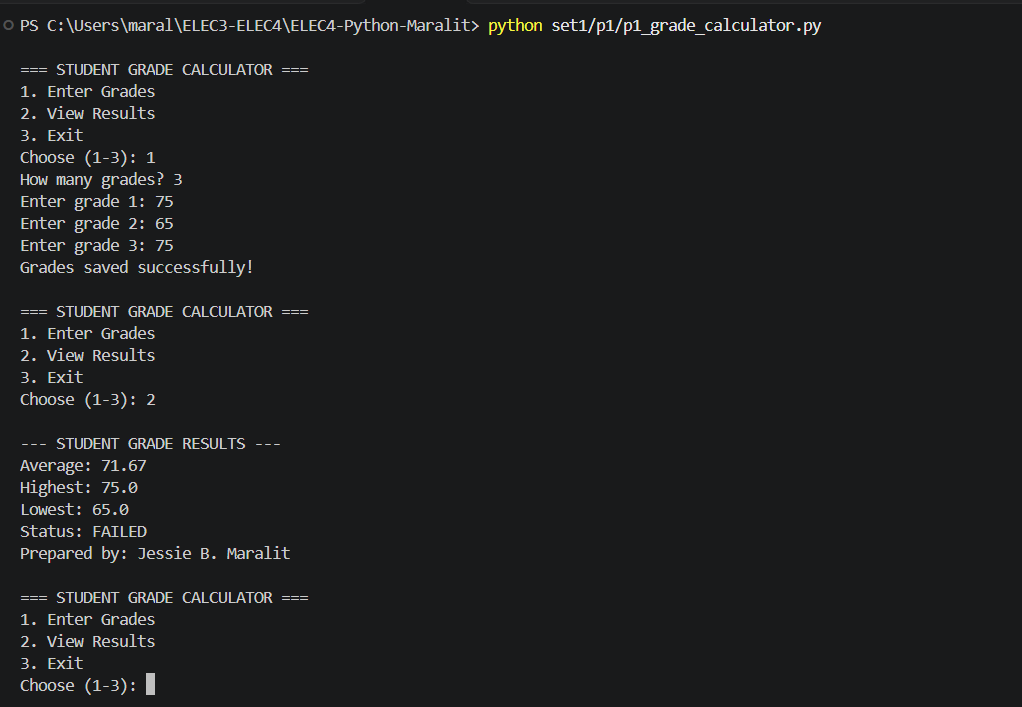 PS C:\Users\maral\ELEC3-ELEC4\ELEC4-Python-Maralit> python set1/p1/p1_grade_calculator.py
=== STUDENT GRADE CALCULATOR ===
1. Enter Grades
2. View Results
3. Exit
Choose (1-3): 1
How many grades? 3
Enter grade 1: 75
Enter grade 2: 65
Enter grade 3: 75
Grades saved successfully!
=== STUDENT GRADE CALCULATOR ===
1. Enter Grades
2. View Results
3. Exit
Choose (1-3): 2
--- STUDENT GRADE RESULTS ---
Average: 71.67
Highest: 75.0
Lowest: 65.0
Status: FAILED
Prepared by: Jessie B. Maralit
=== STUDENT GRADE CALCULATOR ===
1. Enter Grades
2. View Results
3. Exit
Choose (1-3):